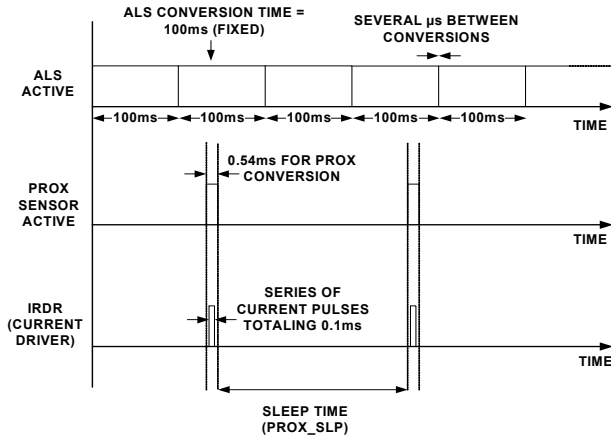 ALS CONVERSION TIME =
100ms (FIXED)
SEVERAL µs BETWEEN
CONVERSIONS
ALS
ACTIVE
100ms
100ms
100ms
100ms
100ms
TIME
0.54ms FOR PROX
CONVERSION
PROX
SENSOR
ACTIVE
TIME
SERIES OF
CURRENT PULSES
TOTALING 0.1ms
IRDR
(CURRENT
DRIVER)
TIME
SLEEP TIME
(PROX_SLP)